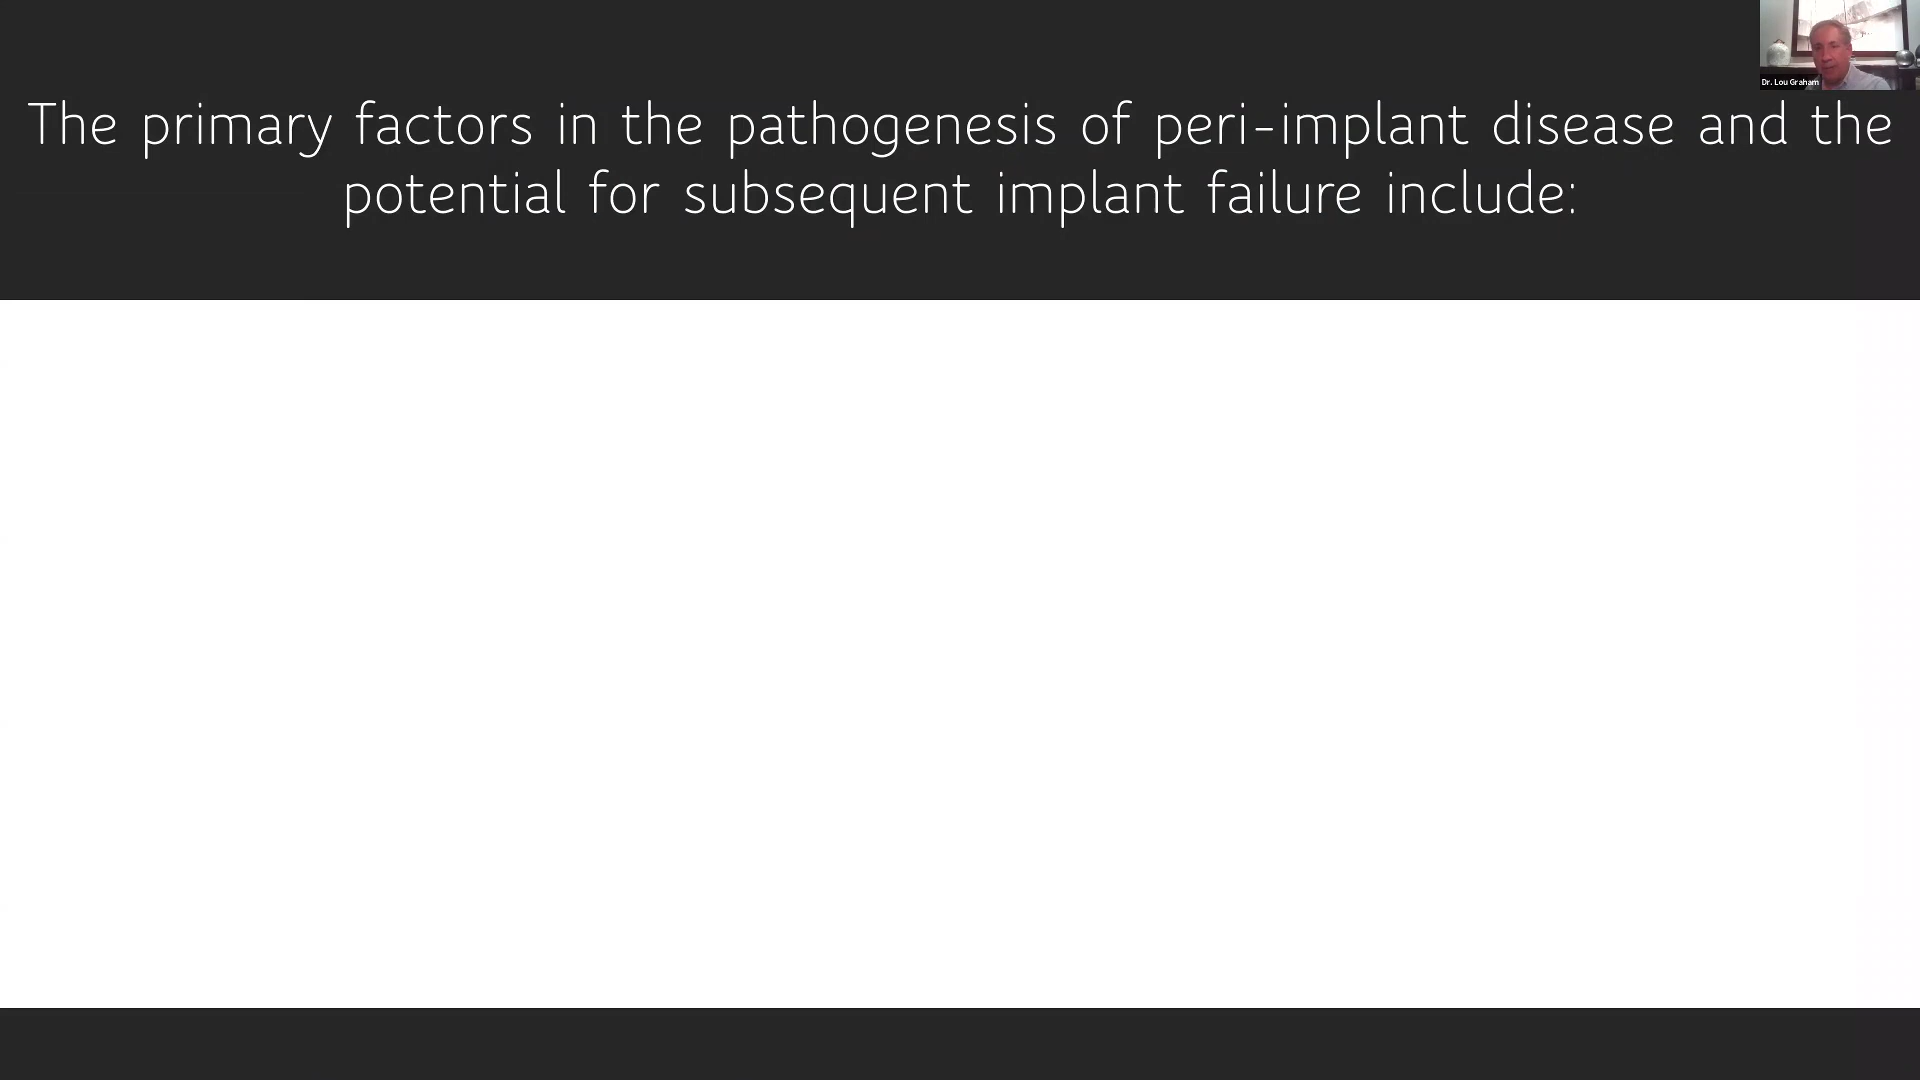 Dr. Lou Graham
The primary factors in the pathogenesis of peri-implant disease and the
potential for subsequent implant failure include: